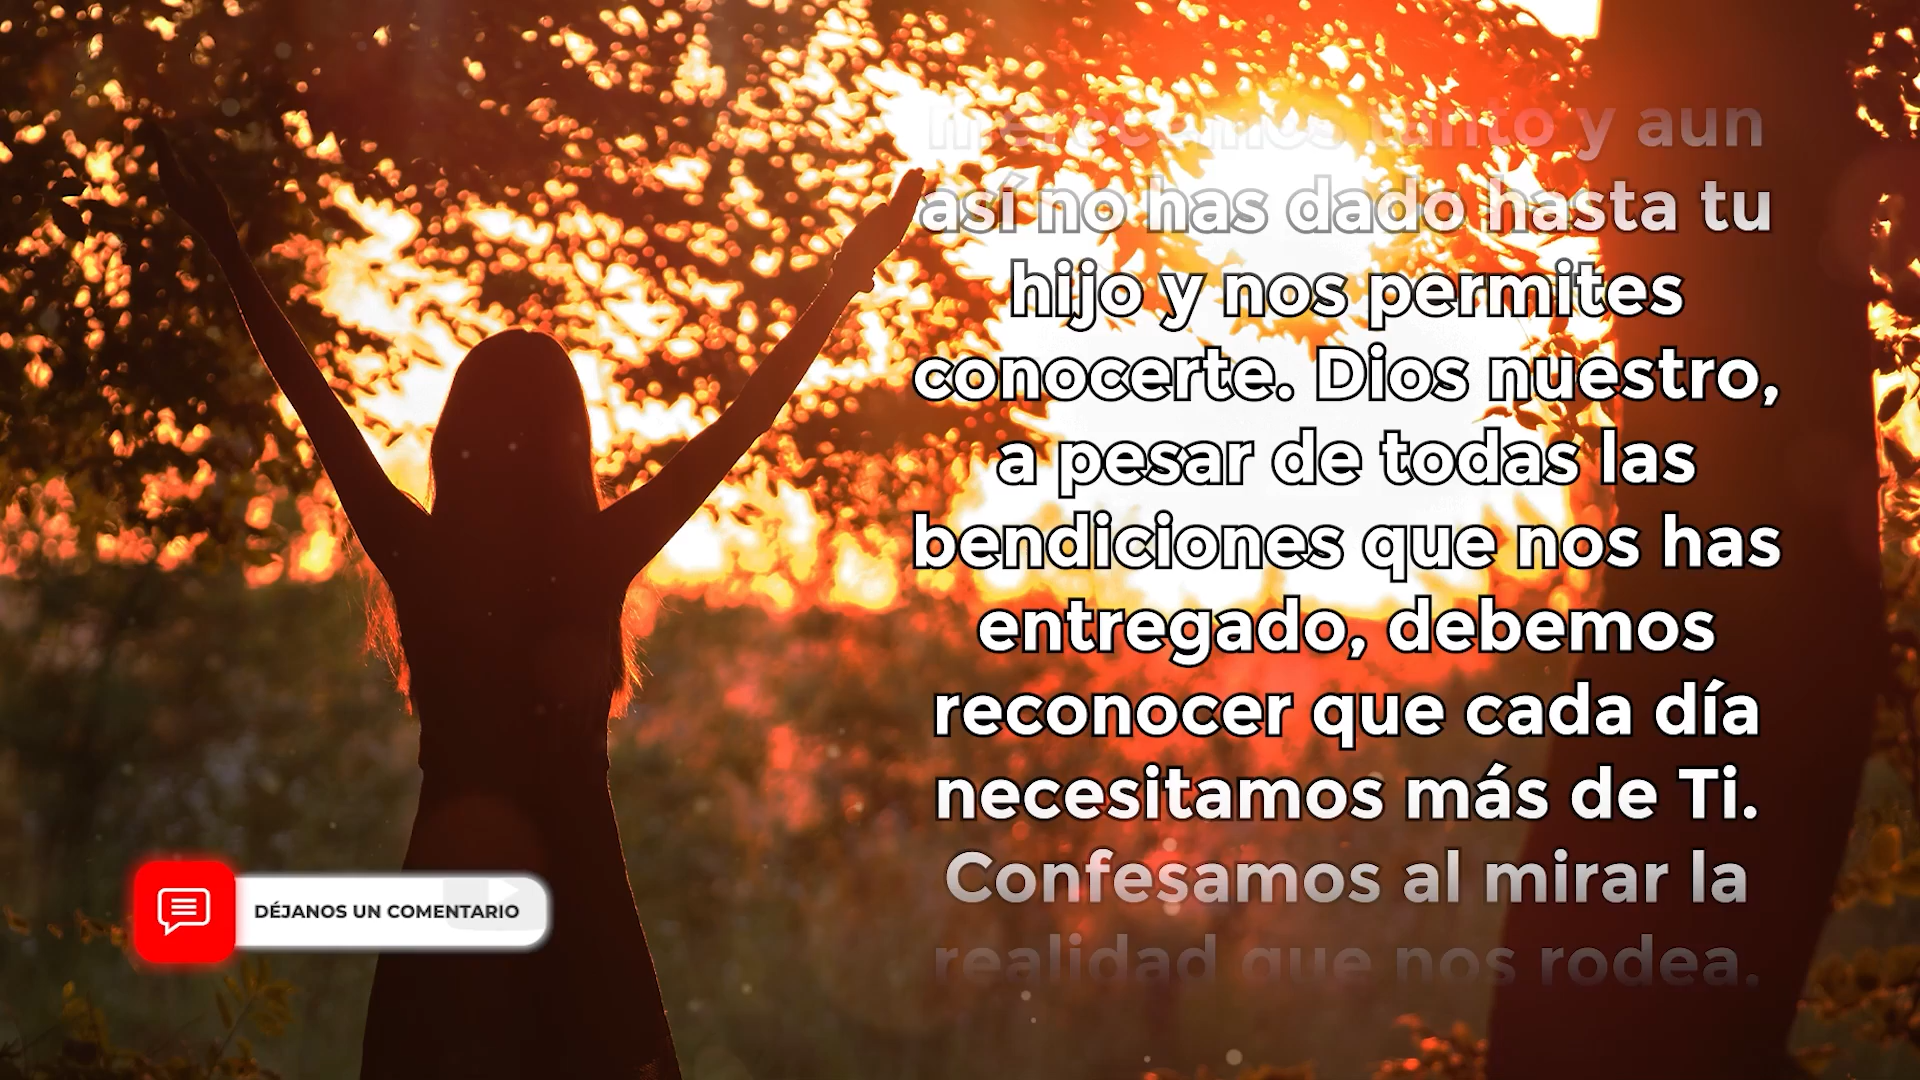 merecemos tanto y aun
así no has dado hasta tu
hijo y nos permites
conocerte. Dios nuestro,
a pesar de todas las
bendiciones que nos has
entregado, debemos
reconocer que cada día
necesitamos más de Ti.
Confesamos al mirar la
realidad que nos rodea.
DÉJANOS UN COMENTARIO